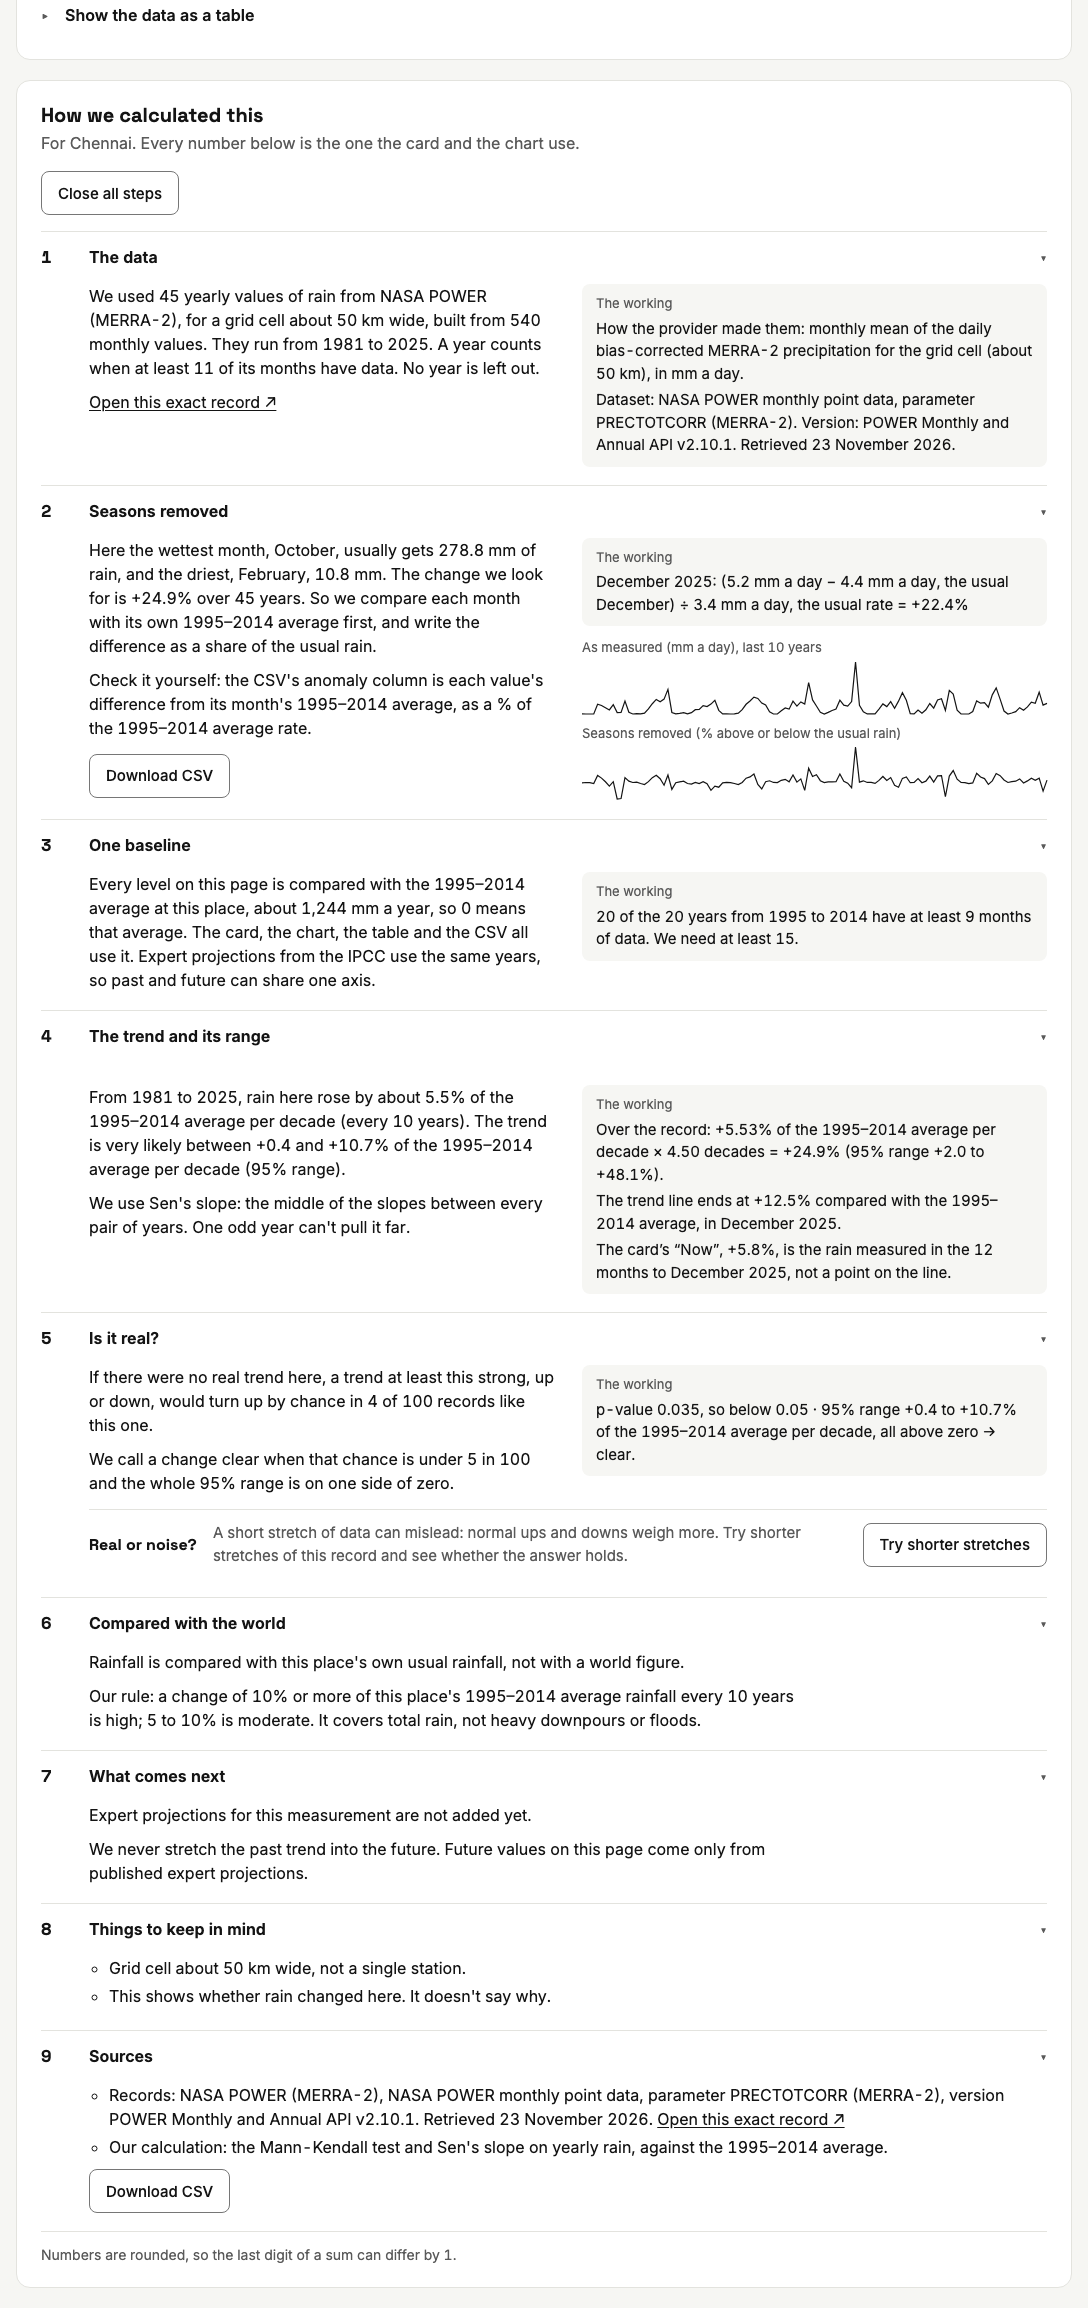 Show the data as a table
How we calculated this
For Chennai. Every number below is the one the card and the chart use.
Close all steps
1 The data
We used 45 yearly values of rain from NASA POWER
(MERRA-2), for a grid cell about 50 km wide, built from 540
monthly values. They run from 1981 to 2025. A year counts
when at least 11 of its months have data. No year is left out.
Open this exact record ↗
The working
How the provider made them: monthly mean of the daily
bias-corrected MERRA-2 precipitation for the grid cell (about
50 km), in mm a day.
Dataset: NASA POWER monthly point data, parameter
PRECTOTCORR (MERRA-2). Version: POWER Monthly and
Annual API v2.10.1. Retrieved 23 November 2026.
2 Seasons removed
Here the wettest month, October, usually gets 278.8 mm of
rain, and the driest, February, 10.8 mm. The change we look
for is +24.9% over 45 years. So we compare each month
with its own 1995–2014 average first, and write the
difference as a share of the usual rain.
Check it yourself: the CSV's anomaly column is each value's
difference from its month's 1995–2014 average, as a % of
the 1995–2014 average rate.
Download CSV
The working
December 2025: (5.2 mm a day − 4.4 mm a day, the usual
December) ÷ 3.4 mm a day, the usual rate = +22.4%
As measured (mm a day), last 10 years
Seasons removed (% above or below the usual rain)
3 One baseline
Every level on this page is compared with the 1995–2014
average at this place, about 1,244 mm a year, so 0 means
that average. The card, the chart, the table and the CSV all
use it. Expert projections from the IPCC use the same years,
so past and future can share one axis.
The working
20 of the 20 years from 1995 to 2014 have at least 9 months
of data. We need at least 15.
4 The trend and its range
From 1981 to 2025, rain here rose by about 5.5% of the
1995–2014 average per decade (every 10 years). The trend
is very likely between +0.4 and +10.7% of the 1995–2014
average per decade (95% range).
We use Sen's slope: the middle of the slopes between every
pair of years. One odd year can't pull it far.
The working
Over the record: +5.53% of the 1995–2014 average per
decade × 4.50 decades = +24.9% (95% range +2.0 to
+48.1%).
The trend line ends at +12.5% compared with the 1995–
2014 average, in December 2025.
The card's “Now”, +5.8%, is the rain measured in the 12
months to December 2025, not a point on the line.
5 Is it real?
If there were no real trend here, a trend at least this strong, up
or down, would turn up by chance in 4 of 100 records like
this one.
We call a change clear when that chance is under 5 in 100
and the whole 95% range is on one side of zero.
The working
p-value 0.035, so below 0.05 · 95% range +0.4 to +10.7%
of the 1995–2014 average per decade, all above zero →
clear.
Real or noise?
A short stretch of data can mislead: normal ups and downs weigh more. Try shorter
stretches of this record and see whether the answer holds.
Try shorter stretches
6 Compared with the world
Rainfall is compared with this place's own usual rainfall, not with a world figure.
Our rule: a change of 10% or more of this place's 1995–2014 average rainfall every 10 years
is high; 5 to 10% is moderate. It covers total rain, not heavy downpours or floods.
7 What comes next
Expert projections for this measurement are not added yet.
We never stretch the past trend into the future. Future values on this page come only from
published expert projections.
8 Things to keep in mind
Grid cell about 50 km wide, not a single station.
This shows whether rain changed here. It doesn't say why.
9 Sources
Records: NASA POWER (MERRA-2), NASA POWER monthly point data, parameter PRECTOTCORR (MERRA-2), version
POWER Monthly and Annual API v2.10.1. Retrieved 23 November 2026. Open this exact record ↗
Our calculation: the Mann-Kendall test and Sen's slope on yearly rain, against the 1995–2014 average.
Download CSV
Numbers are rounded, so the last digit of a sum can differ by 1.